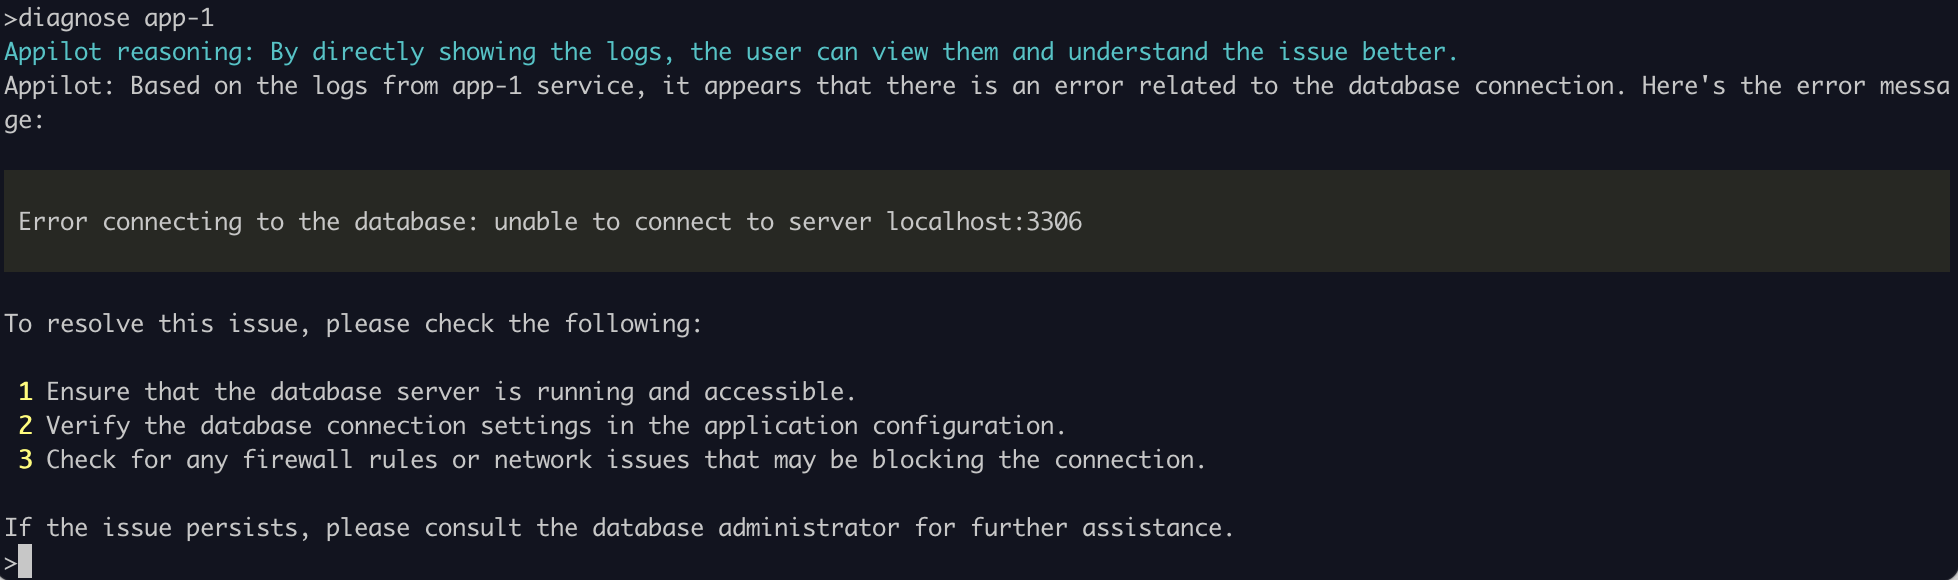 >diagnose app-1
Appilot reasoning: By directly showing the logs, the user can view them and understand the issue better.
Appilot: Based on the logs from app-1 service, it appears that there is an error related to the database connection. Here's the error messa
ge:
Error connecting to the database: unable to connect to server localhost:3306
To resolve this issue, please check the following:
1 Ensure that the database server is running and accessible.
2 Verify the database connection settings in the application configuration.
3 Check for any firewall rules or network issues that may be blocking the connection.
If the issue persists, please consult the database administrator for further assistance.
>